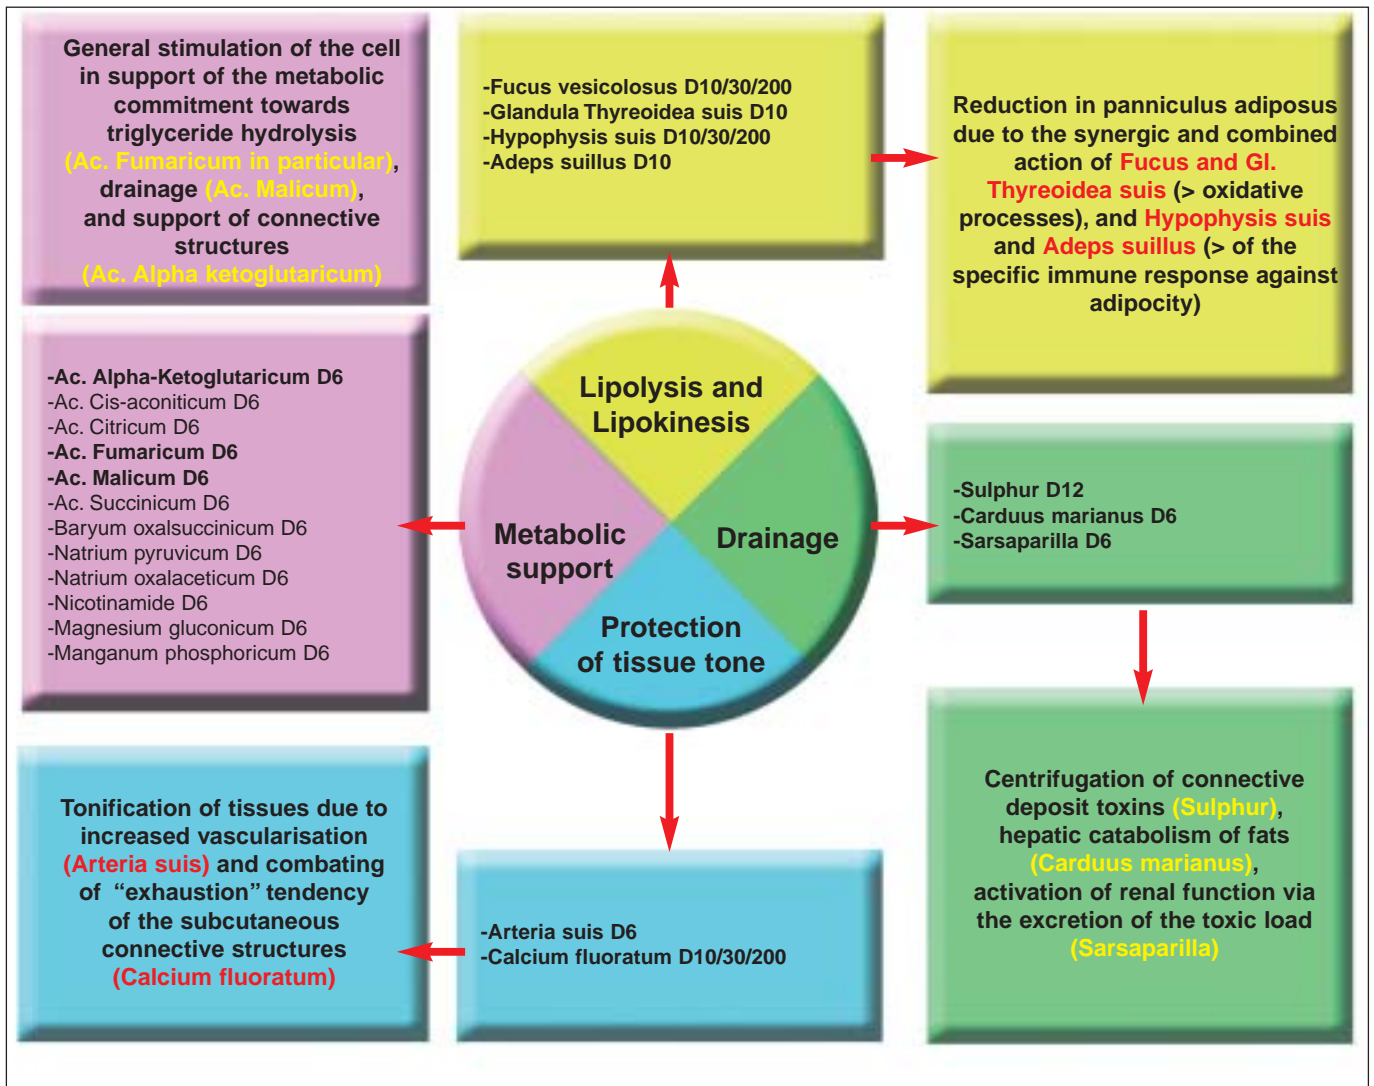 General stimulation of the cell
in support of the metabolic
commitment towards
triglyceride hydrolysis
(Ac. Fumaricum in particular),
drainage (Ac. Malicum),
and support of connective
structures
(Ac. Alpha ketoglutaricum)
-Fucus vesicolosus D10/30/200
-Glandula Thyreoidea suis D10
-Hypophysis suis D10/30/200
-Adeps suillus D10
Reduction in panniculus adiposus
due to the synergic and combined
action of Fucus and Gl.
Thyreoidea suis (> oxidative
processes), and Hypophysis suis
and Adeps suillus (> of the
specific immune response against
adipocity)
-Ac. Alpha-Ketoglutaricum D6
-Ac. Cis-aconiticum D6
-Ac. Citricum D6
-Ac. Fumaricum D6
-Ac. Malicum D6
-Ac. Succinicum D6
-Baryum oxalsuccinicum D6
-Natrium pyruvicum D6
-Natrium oxalaceticum D6
-Nicotinamide D6
-Magnesium gluconicum D6
-Manganum phosphoricum D6
Lipolysis and
Lipokinesis
Metabolic
support
Drainage
Protection
of tissue tone
-Sulphur D12
-Carduus marianus D6
-Sarsaparilla D6
Tonification of tissues due to
increased vascularisation
(Arteria suis) and combating
of “exhaustion” tendency
of the subcutaneous
connective structures
(Calcium fluoratum)
-Arteria suis D6
-Calcium fluoratum D10/30/200
Centrifugation of connective
deposit toxins (Sulphur),
hepatic catabolism of fats
(Carduus marianus),
activation of renal function via
the excretion of the toxic load
(Sarsaparilla)